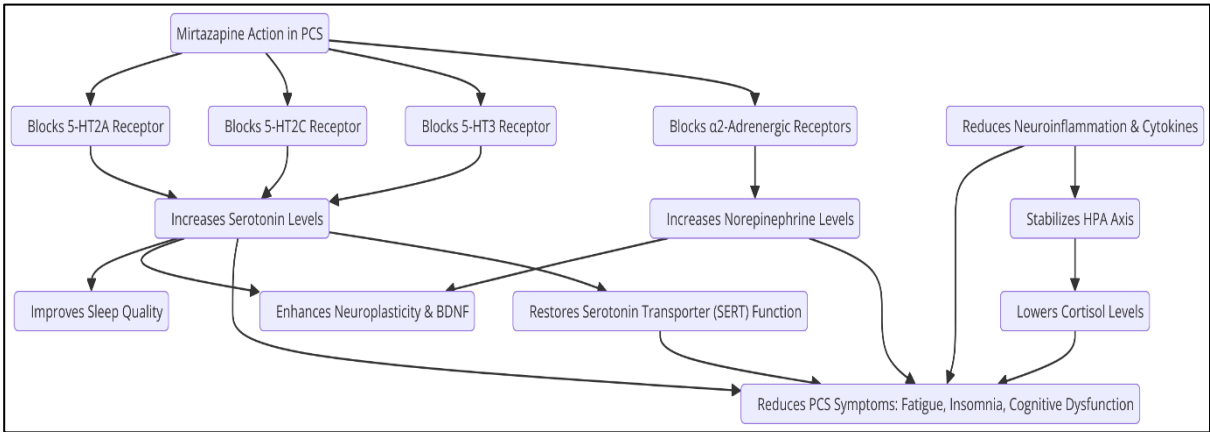 Mirtazapine Action in PCS
Blocks 5-HT2A Receptor
Blocks 5-HT2C Receptor
Blocks 5-HT3 Receptor
Blocks α2-Adrenergic Receptors
Reduces Neuroinflammation & Cytokines
Increases Serotonin Levels
Increases Norepinephrine Levels
Stabilizes HPA Axis
Improves Sleep Quality
Enhances Neuroplasticity & BDNF
Restores Serotonin Transporter (SERT) Function
Lowers Cortisol Levels
Reduces PCS Symptoms: Fatigue, Insomnia, Cognitive Dysfunction